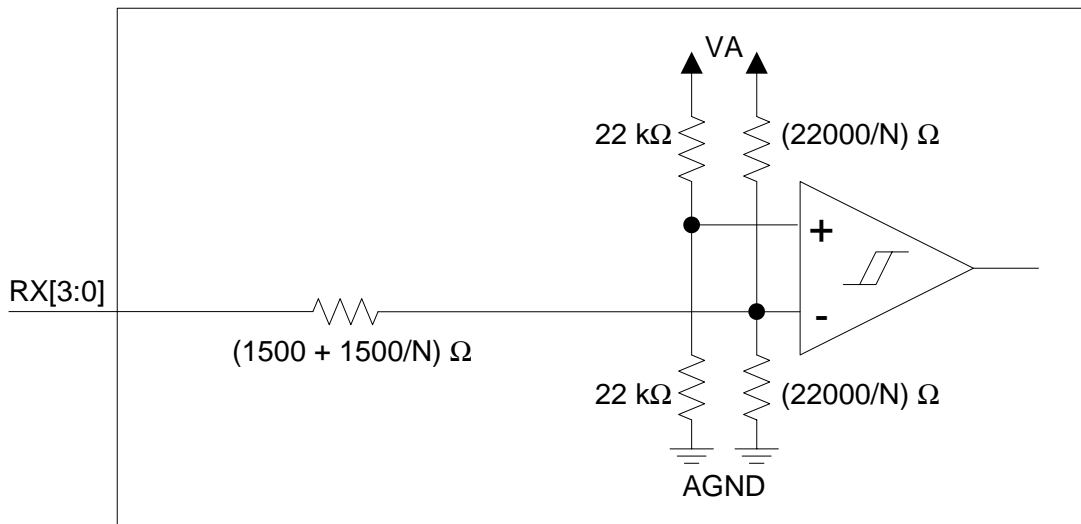 VA
22 kΩ
(22000/N) Ω
+
RX[3:0]
-
(1500 + 1500/N) Ω
22 kΩ
(22000/N) Ω
AGND